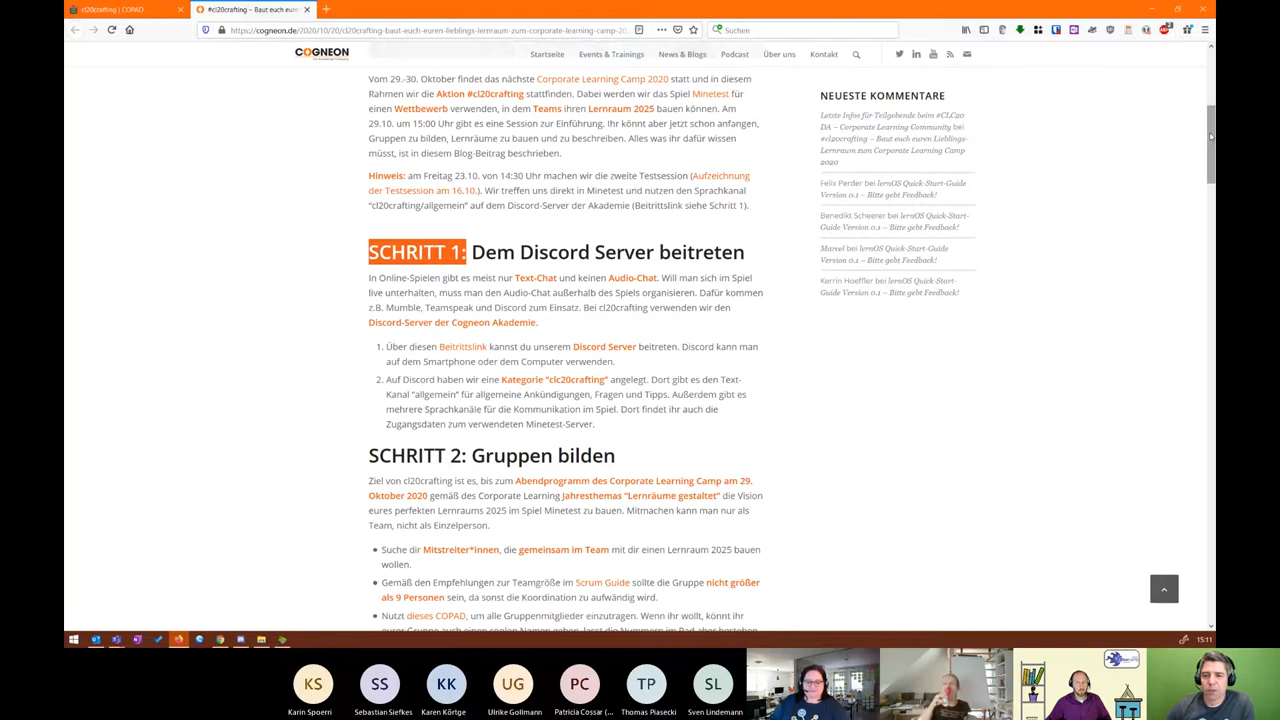 cl20crafting | COPAD
#cl20crafting – Baut euch euren
https://cogneon.de/2020/10/20/cl20crafting-baut-euch-euren-lieblings-lernraum-zum-corporate-learning-camp-20
Suchen
COGNEON
Startseite
Events & Trainings
News & Blogs
Podcast
Über uns
Kontakt
Vom 29.-30. Oktober findet das nächste Corporate Learning Camp 2020 statt und in diesem
Rahmen wir die Aktion #cl20crafting stattfinden. Dabei werden wir das Spiel Minetest für
einen Wettbewerb verwenden, in dem Teams ihren Lernraum 2025 bauen können. Am
29.10. um 15:00 Uhr gibt es eine Session zur Einführung. Ihr könnt aber jetzt schon anfangen,
Gruppen zu bilden, Lernräume zu bauen und zu beschreiben. Alles was ihr dafür wissen
müsst, ist in diesem Blog-Beitrag beschrieben.
Hinweis: am Freitag 23.10. von 14:30 Uhr machen wir die zweite Testsession (Aufzeichnung
der Testsession am 16.10.). Wir treffen uns direkt in Minetest und nutzen den Sprachkanal
“cl20crafting/allgemein” auf dem Discord-Server der Akademie (Beitrittslink siehe Schritt 1).
SCHRITT 1: Dem Discord Server beitreten
In Online-Spielen gibt es meist nur Text-Chat und keinen Audio-Chat. Will man sich im Spiel
live unterhalten, muss man den Audio-Chat außerhalb des Spiels organisieren. Dafür kommen
z.B. Mumble, Teamspeak und Discord zum Einsatz. Bei cl20crafting verwenden wir den
Discord-Server der Cogneon Akademie.
1. Über diesen Beitrittslink kannst du unserem Discord Server beitreten. Discord kann man
auf dem Smartphone oder dem Computer verwenden.
2. Auf Discord haben wir eine Kategorie “clc20crafting” angelegt. Dort gibt es den Text-
Kanal “allgemein” für allgemeine Ankündigungen, Fragen und Tipps. Außerdem gibt es
mehrere Sprachkanäle für die Kommunikation im Spiel. Dort findet ihr auch die
Zugangsdaten zum verwendeten Minetest-Server.
SCHRITT 2: Gruppen bilden
Ziel von cl20crafting ist es, bis zum Abendprogramm des Corporate Learning Camp am 29.
Oktober 2020 gemäß des Corporate Learning Jahresthemas “Lernräume gestaltet” die Vision
eures perfekten Lernraums 2025 im Spiel Minetest zu bauen. Mitmachen kann man nur als
Team, nicht als Einzelperson.
• Suche dir Mitstreiter*innen, die gemeinsam im Team mit dir einen Lernraum 2025 bauen
wollen.
• Gemäß den Empfehlungen zur Teamgröße im Scrum Guide sollte die Gruppe nicht größer
als 9 Personen sein, da sonst die Koordination zu aufwändig wird.
• Nutzt dieses COPAD, um alle Gruppenmitglieder einzutragen. Wenn ihr wollt, könnt ihr
NEUESTE KOMMENTARE
Letzte Infos für Teilgebende beim #CLC20
DA – Corporate Learning Community bei
#cl20crafting – Baut euch euren Lieblings-
Lernraum zum Corporate Learning Camp
2020
Felix Perder bei lernOS Quick-Start-
Guide Version 0.1 – Bitte gebt Feedback!
Benedikt Scheerer bei lernOS Quick-Start-
Guide Version 0.1 – Bitte gebt Feedback!
Marcel bei lernOS Quick-Start-Guide
Version 0.1 – Bitte gebt Feedback!
Kerrin Hoeffler bei lernOS Quick-Start-
Guide Version 0.1 – Bitte gebt Feedback!
15:11
KS
SS
KK
UG
PC
TP
SL
Karin Spoerri
Sebastian Siefkes
Karen Körtge
Ulrike Gollmann
Patricia Cossar (...
Thomas Piasecki
Sven Lindemann